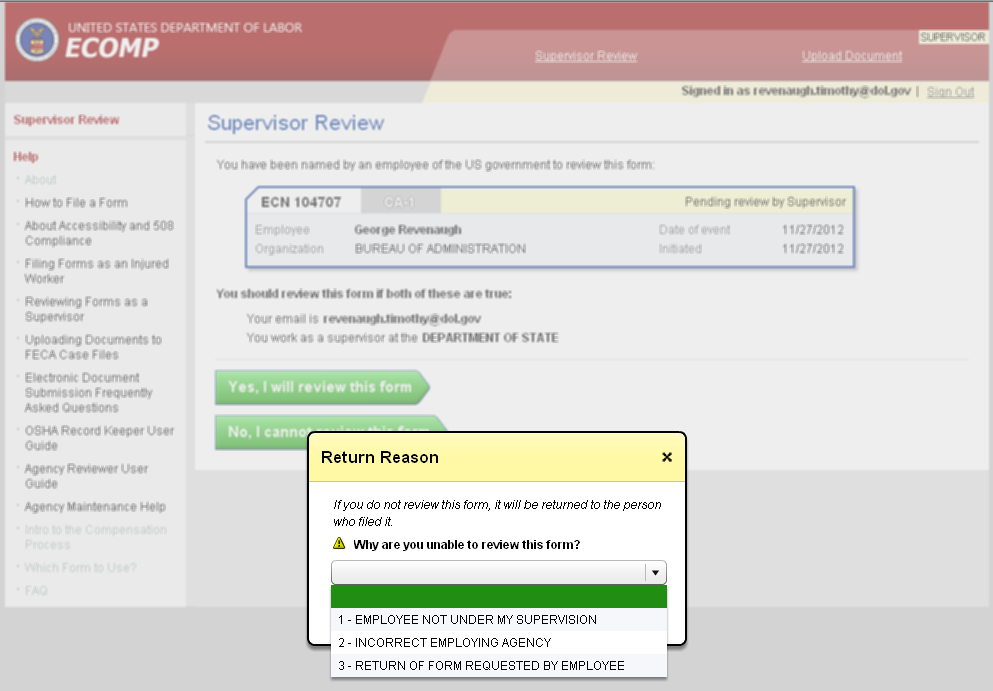 UNITED STATES DEPARTMENT OF LABOR
ECOMP
SUPERVISOR
Supervisor Review
Upload Document
Signed in as revenaugh.timothy@dol.gov | Sign Out
Supervisor Review
Help
About
How to File a Form
About Accessibility and 508
Compliance
Filing Forms as an Injured
Worker
Reviewing Forms as a
Supervisor
Uploading Documents to
FECA Case Files
Electronic Document
Submission Frequently
Asked Questions
OSHA Record Keeper User
Guide
Agency Reviewer User
Guide
Agency Maintenance Help
Intro to the Compensation
Process
Which Form to Use?
FAQ
Supervisor Review
You have been named by an employee of the US government to review this form:
ECN 104707 CA-1 Pending review by Supervisor
Employee George Revenaugh Date of event 11/27/2012
Organization BUREAU OF ADMINISTRATION Initiated 11/27/2012
You should review this form if both of these are true:
Your email is revenaugh.timothy@dol.gov
You work as a supervisor at the DEPARTMENT OF STATE
Yes, I will review this form
No, I cannot review this form
Return Reason
If you do not review this form, it will be returned to the person
who filed it.
Why are you unable to review this form?
1 - EMPLOYEE NOT UNDER MY SUPERVISION
2 - INCORRECT EMPLOYING AGENCY
3 - RETURN OF FORM REQUESTED BY EMPLOYEE